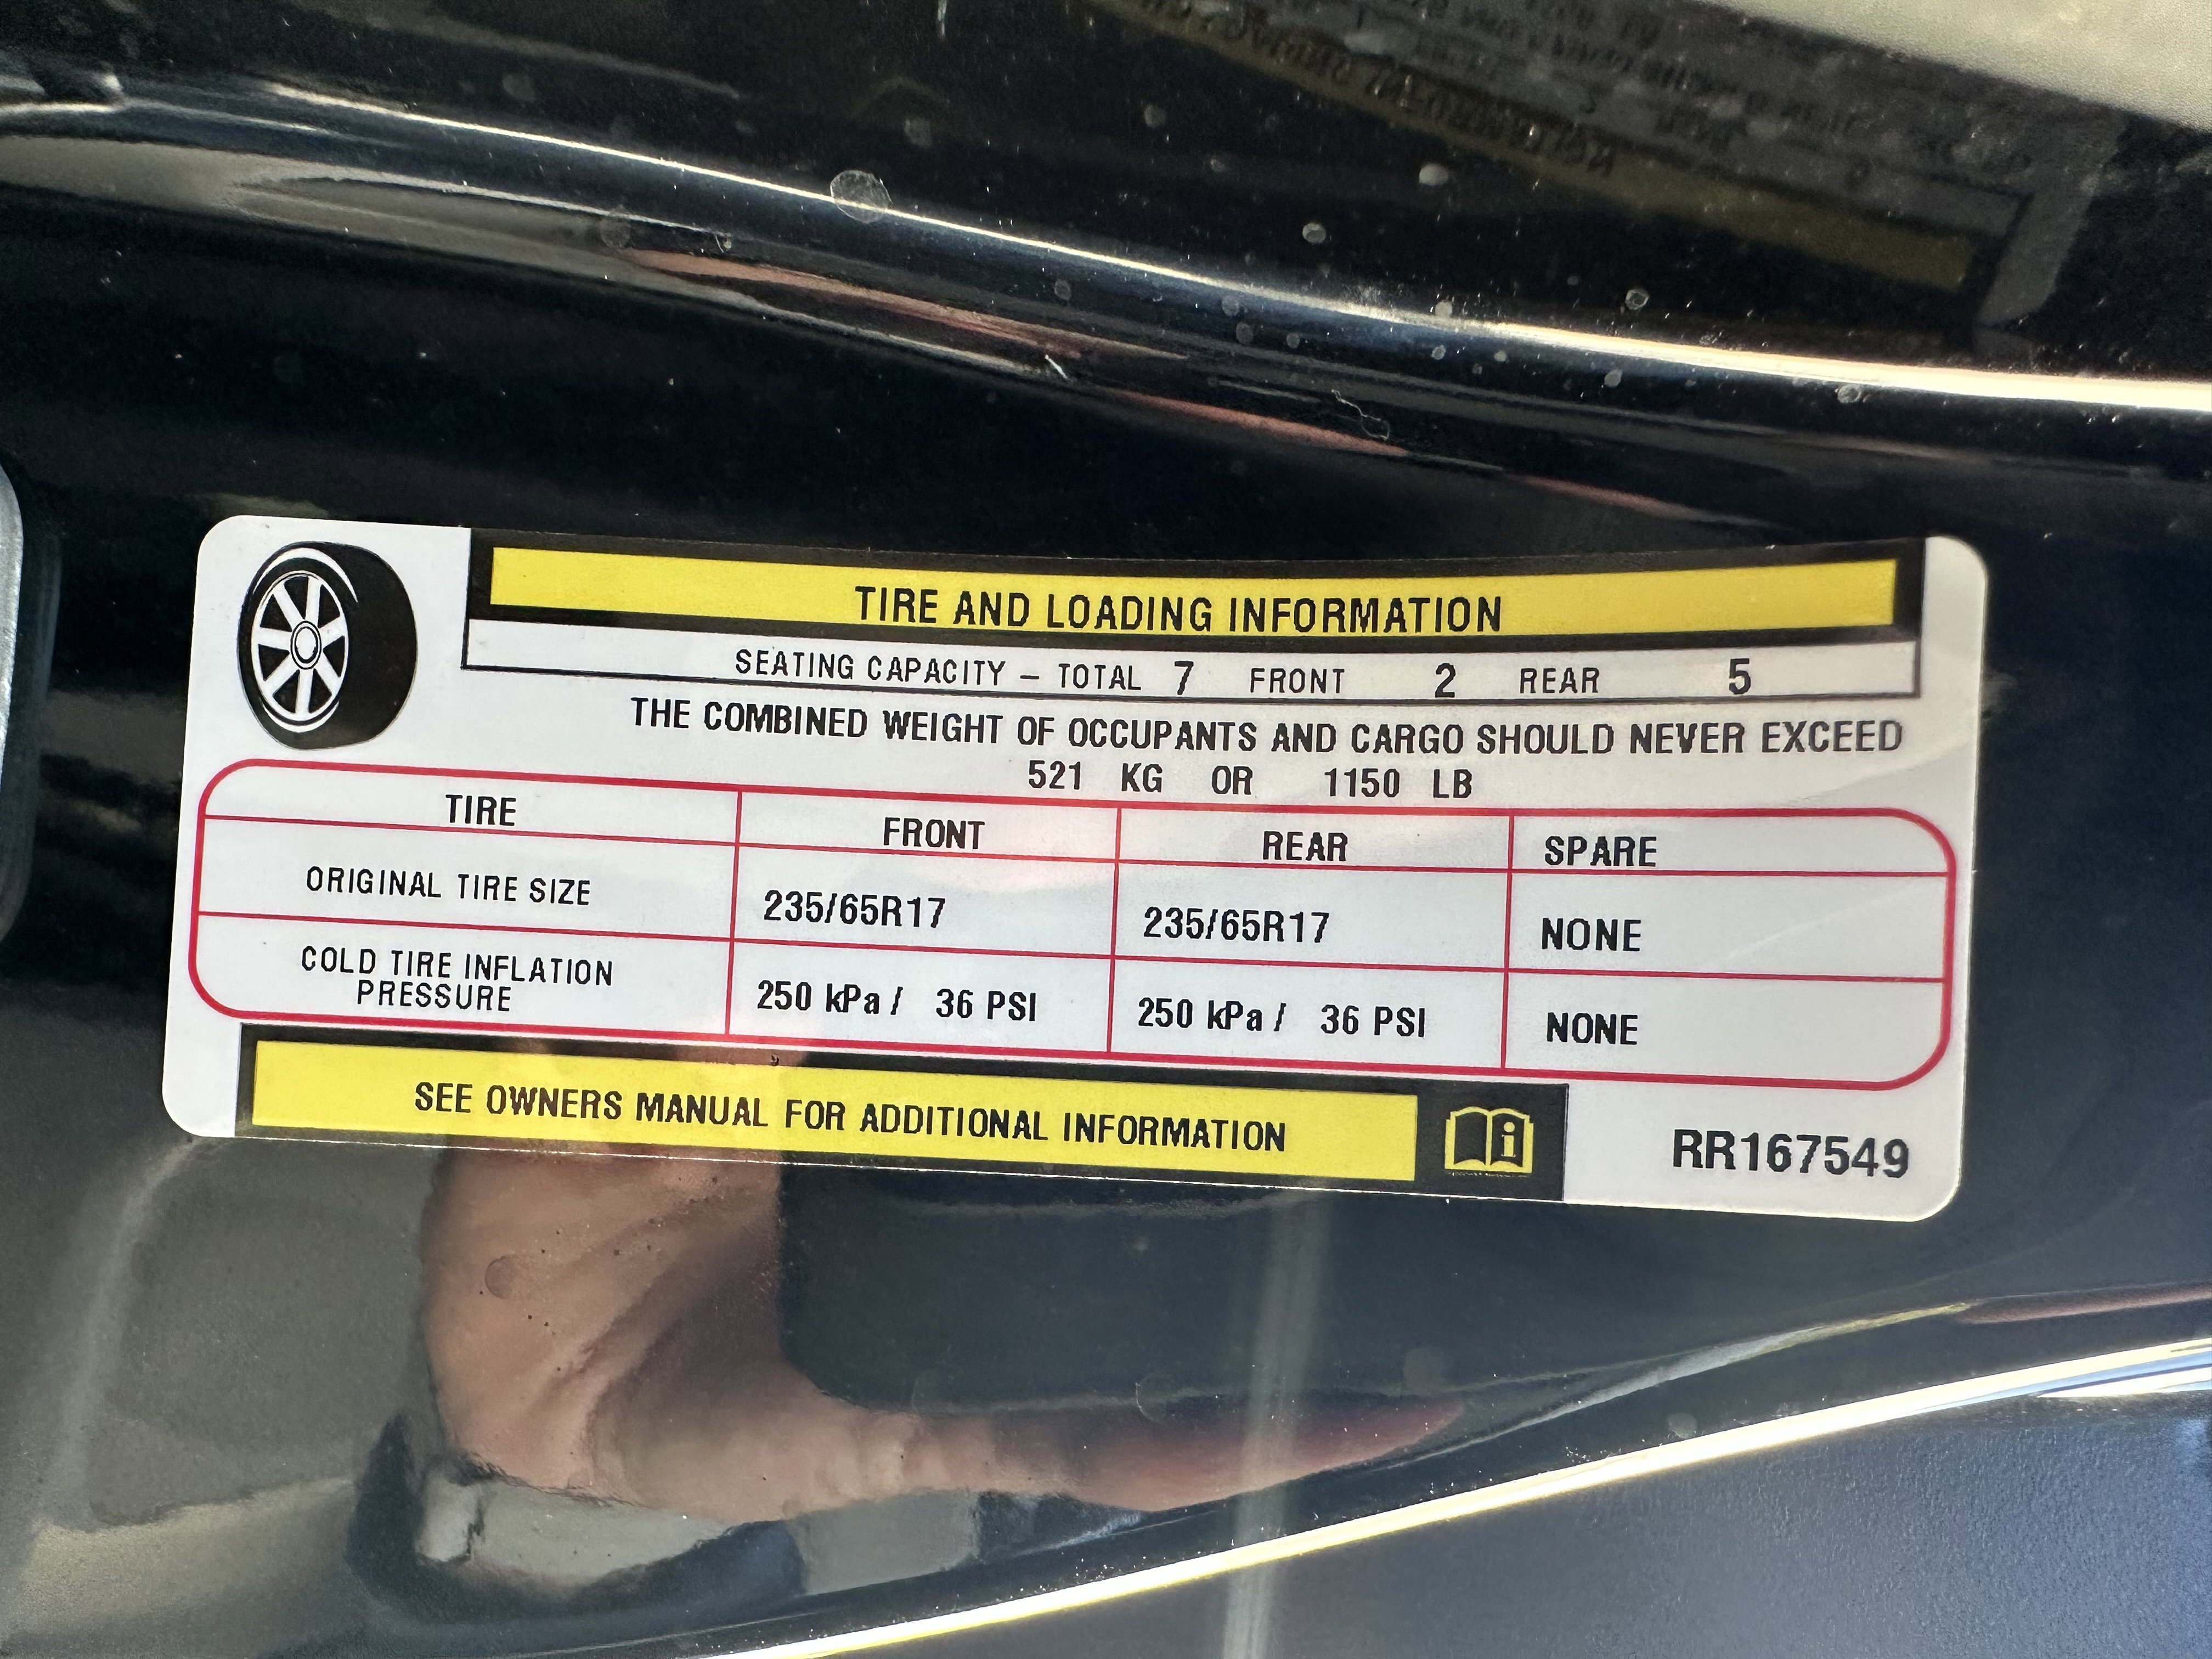 TIRE AND LOADING INFORMATION
SEATING CAPACITY – TOTAL 7 FRONT 2 REAR 5
THE COMBINED WEIGHT OF OCCUPANTS AND CARGO SHOULD NEVER EXCEED
521 KG OR 1150 LB
TIRE FRONT REAR SPARE
ORIGINAL TIRE SIZE 235/65R17 235/65R17 NONE
COLD TIRE INFLATION
PRESSURE 250 kPa / 36 PSI 250 kPa / 36 PSI NONE
SEE OWNERS MANUAL FOR ADDITIONAL INFORMATION
RR167549